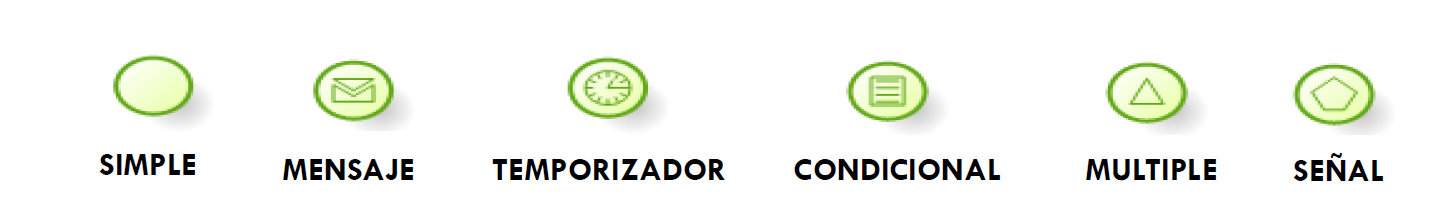 SIMPLE MENSAJE TEMPORIZADOR CONDICIONAL MULTIPLE SEÑAL